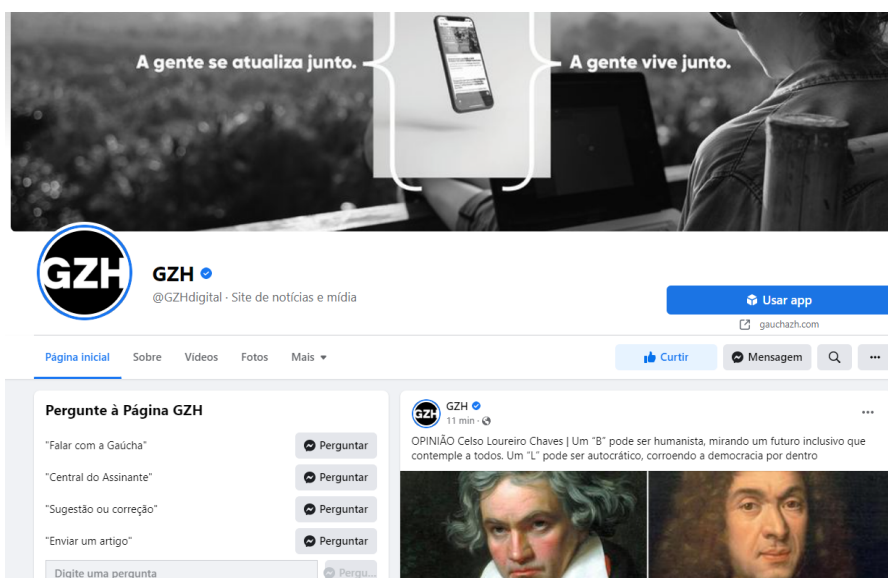 A gente se atualiza junto.
A gente vive junto.
GZH
GZH
@GZHdigital · Site de notícias e mídia
Usar app
gauchazh.com
Página inicial Sobre Vídeos Fotos Mais
Curtir Mensagem
Pergunte à Página GZH
"Falar com a Gaúcha" Perguntar
"Central do Assinante" Perguntar
"Sugestão ou correção" Perguntar
"Enviar um artigo" Perguntar
Digite uma pergunta Pergu...
GZH
GZH
11 min ·
OPINIÃO Celso Loureiro Chaves | Um "B" pode ser humanista, mirando um futuro inclusivo que
contemple a todos. Um "L" pode ser autocrático, corroendo a democracia por dentro